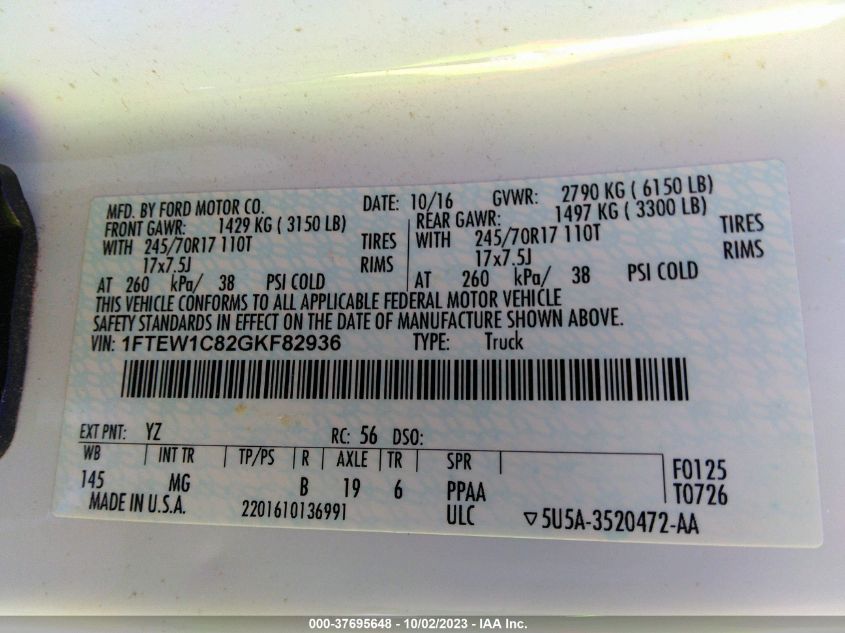 MFD. BY FORD MOTOR CO. DATE: 10/16 GVWR: 2790 KG ( 6150 LB)
FRONT GAWR: 1429 KG ( 3150 LB) REAR GAWR: 1497 KG ( 3300 LB)
WITH 245/70R17 110T TIRES WITH 245/70R17 110T TIRES
17x7.5J RIMS 17x7.5J RIMS
AT 260 kPa/ 38 PSI COLD AT 260 kPa/ 38 PSI COLD
THIS VEHICLE CONFORMS TO ALL APPLICABLE FEDERAL MOTOR VEHICLE
SAFETY STANDARDS IN EFFECT ON THE DATE OF MANUFACTURE SHOWN ABOVE.
VIN: 1FTEW1C82GKF82936 TYPE: Truck
EXT PNT: YZ RC: 56 DSO:
WB INT TR TP/PS R AXLE TR SPR F0125
145 MG B 19 6 PPAA T0726
MADE IN U.S.A. 2201610136991 ULC ▽5U5A-3520472-AA
000-37695648 - 10/02/2023 - IAA Inc.